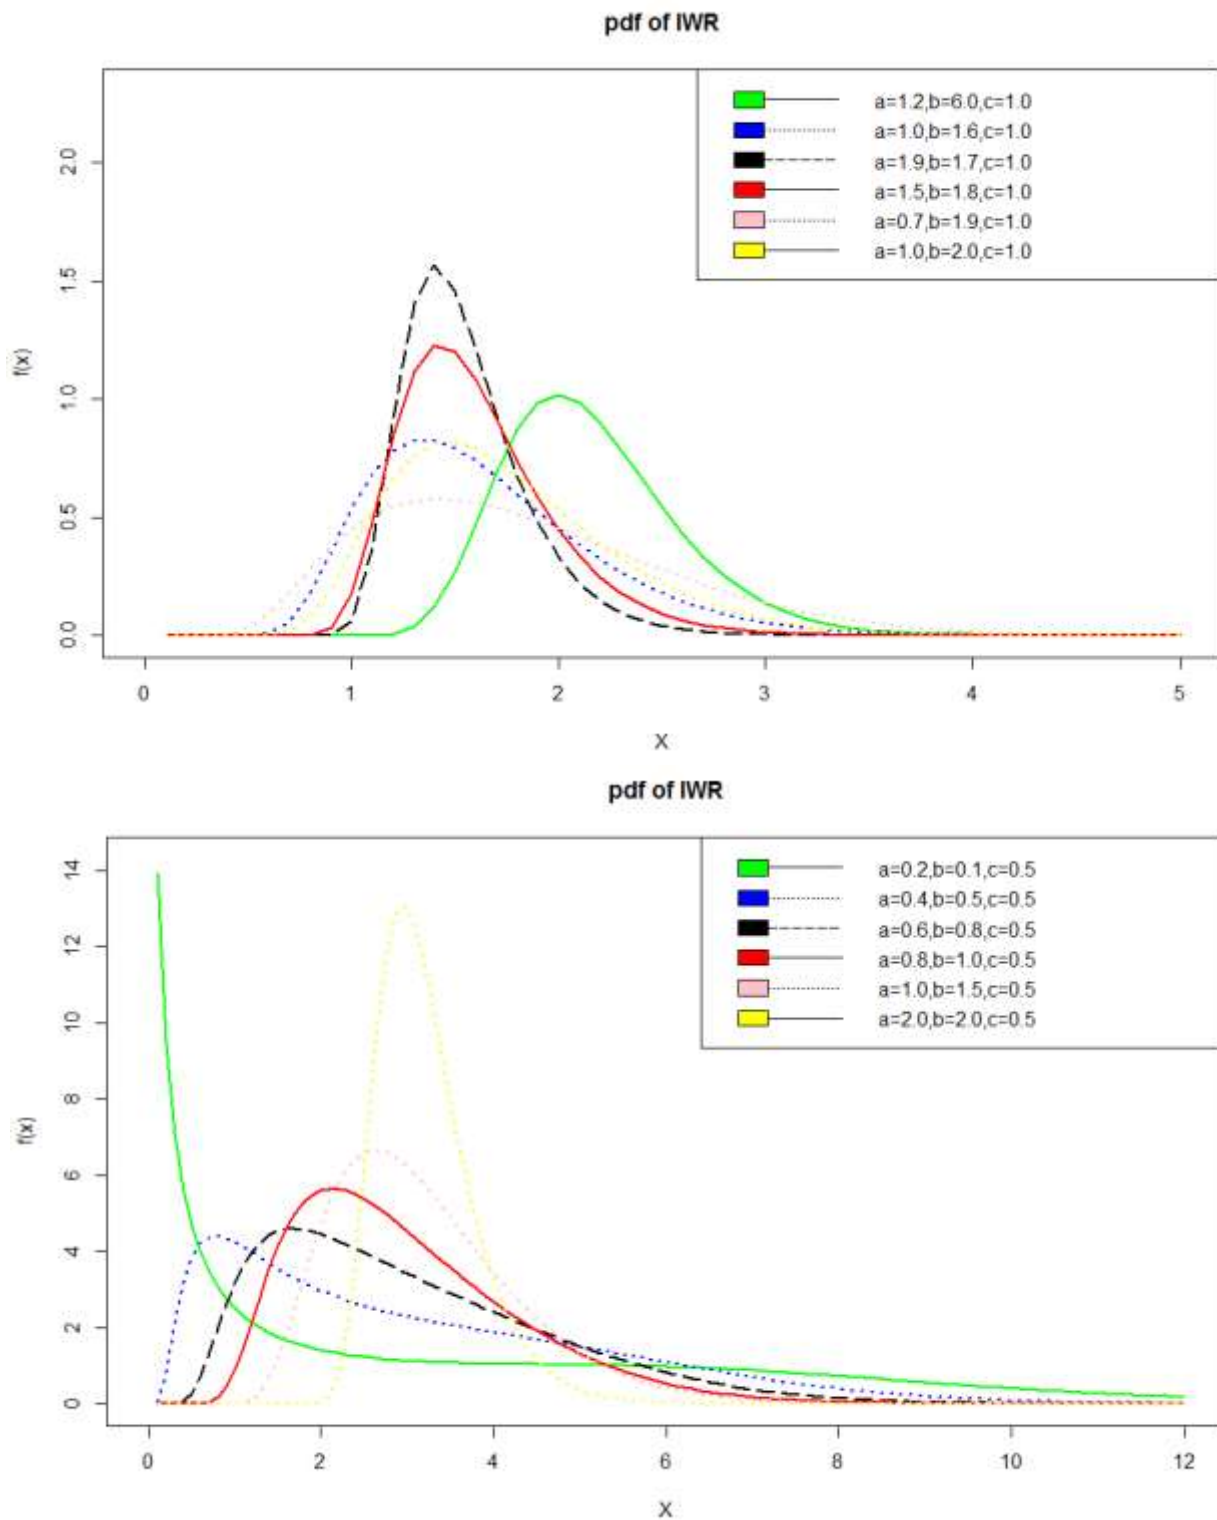 pdf of IWR
a=1.2,b=6.0,c=1.0
a=1.0,b=1.6,c=1.0
a=1.9,b=1.7,c=1.0
a=1.5,b=1.8,c=1.0
a=0.7,b=1.9,c=1.0
a=1.0,b=2.0,c=1.0
f(x)
2.0
1.5
1.0
0.5
0.0
0 1 2 3 4 5
X
pdf of IWR
a=0.2,b=0.1,c=0.5
a=0.4,b=0.5,c=0.5
a=0.6,b=0.8,c=0.5
a=0.8,b=1.0,c=0.5
a=1.0,b=1.5,c=0.5
a=2.0,b=2.0,c=0.5
f(x)
14
12
10
8
6
4
2
0
0 2 4 6 8 10 12
X